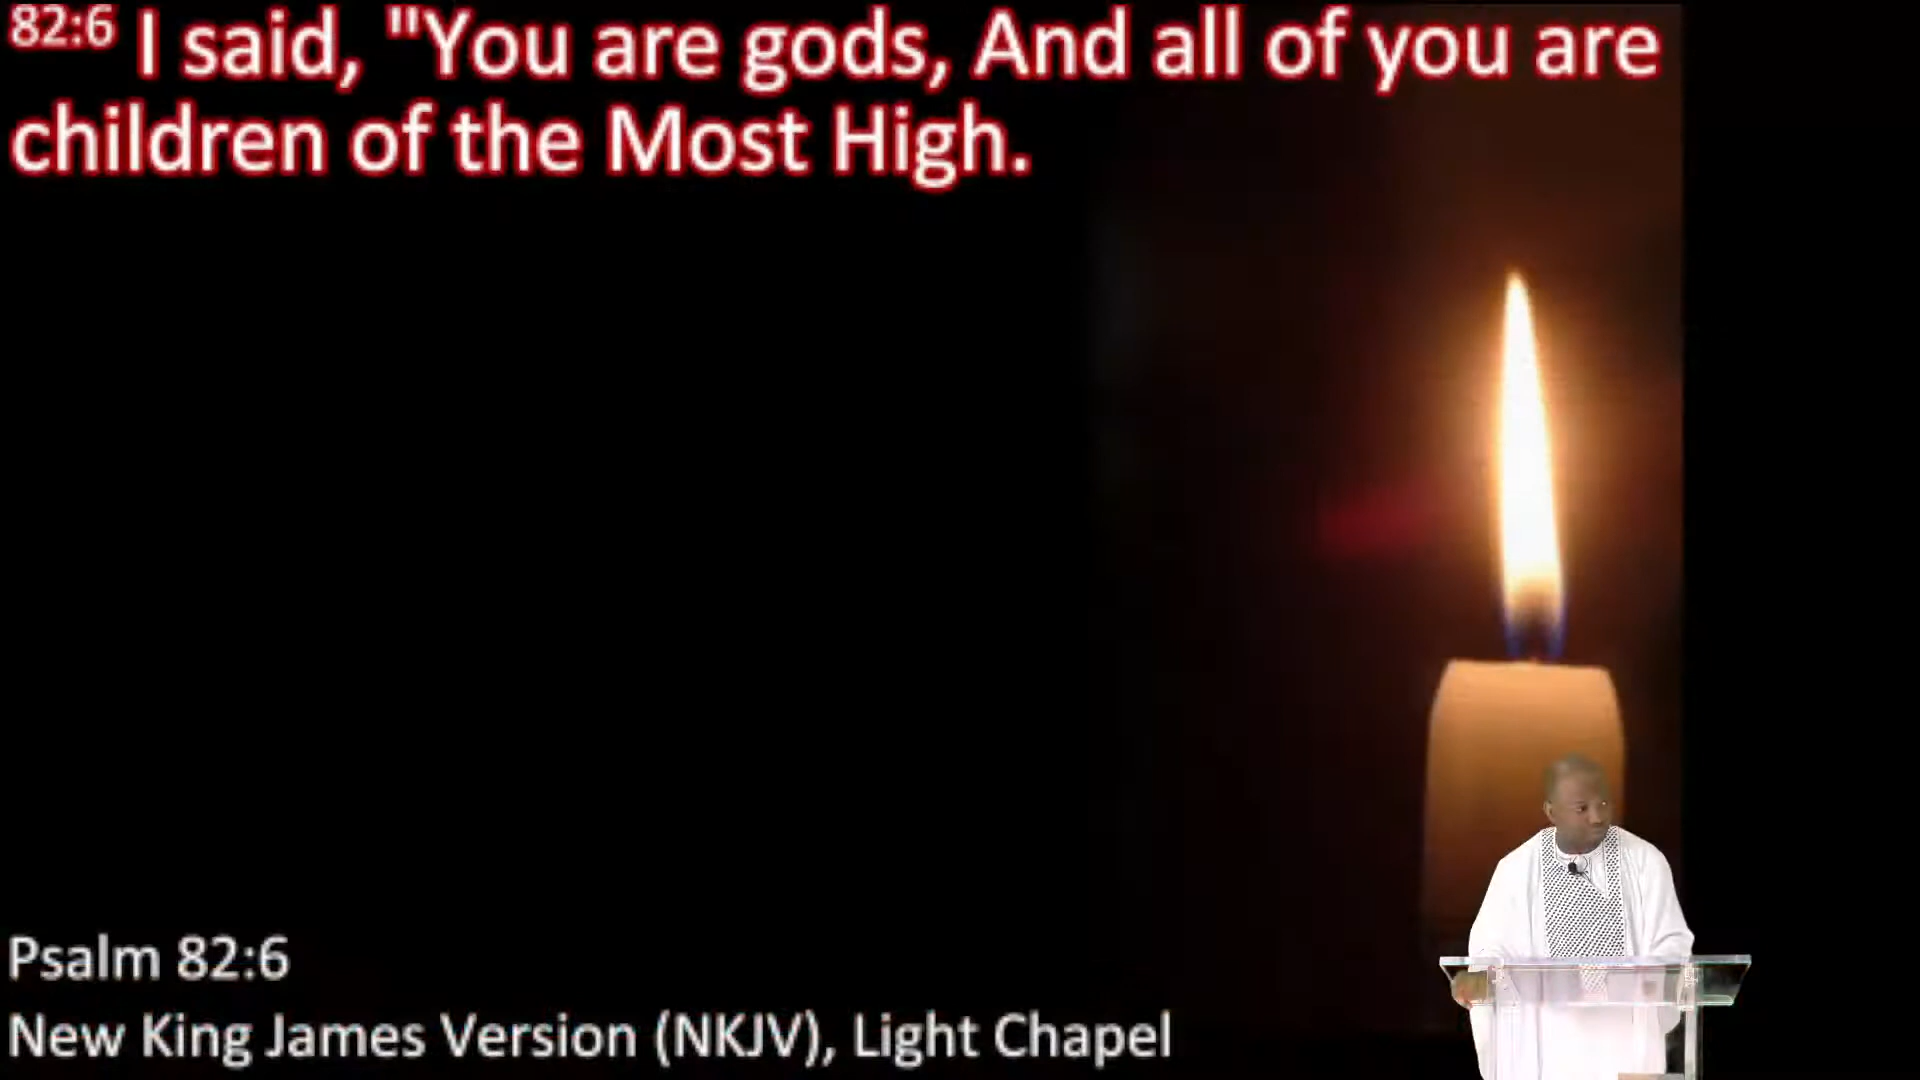 82:6 I said, "You are gods, And all of you are
children of the Most High.
Psalm 82:6
New King James Version (NKJV), Light Chapel